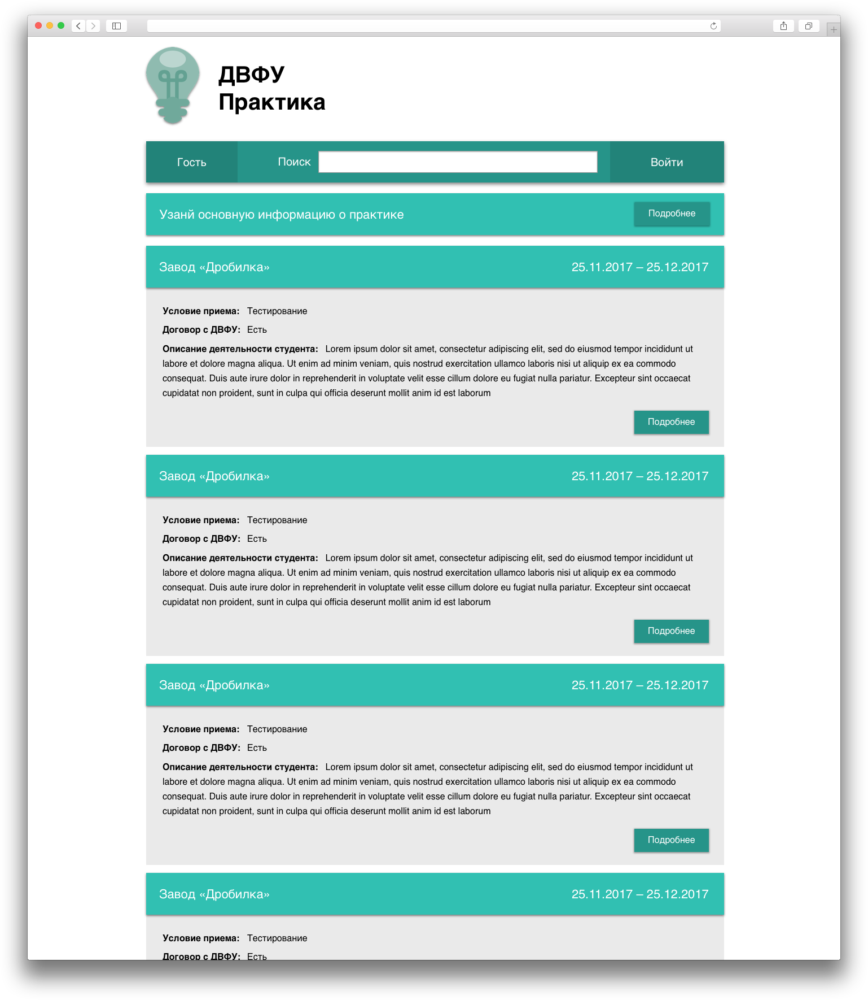 ДВФУ
Практика
Гость
Поиск
Войти
Узанй основную информацию о практике
Подробнее
Завод «Дробилка»
25.11.2017 – 25.12.2017
Условие приема: Тестирование
Договор с ДВФУ: Есть
Описание деятельности студента: Lorem ipsum dolor sit amet, consectetur adipiscing elit, sed do eiusmod tempor incididunt ut
labore et dolore magna aliqua. Ut enim ad minim veniam, quis nostrud exercitation ullamco laboris nisi ut aliquip ex ea commodo
consequat. Duis aute irure dolor in reprehenderit in voluptate velit esse cillum dolore eu fugiat nulla pariatur. Excepteur sint occaecat
cupidatat non proident, sunt in culpa qui officia deserunt mollit anim id est laborum
Подробнее
Завод «Дробилка»
25.11.2017 – 25.12.2017
Условие приема: Тестирование
Договор с ДВФУ: Есть
Описание деятельности студента: Lorem ipsum dolor sit amet, consectetur adipiscing elit, sed do eiusmod tempor incididunt ut
labore et dolore magna aliqua. Ut enim ad minim veniam, quis nostrud exercitation ullamco laboris nisi ut aliquip ex ea commodo
consequat. Duis aute irure dolor in reprehenderit in voluptate velit esse cillum dolore eu fugiat nulla pariatur. Excepteur sint occaecat
cupidatat non proident, sunt in culpa qui officia deserunt mollit anim id est laborum
Подробнее
Завод «Дробилка»
25.11.2017 – 25.12.2017
Условие приема: Тестирование
Договор с ДВФУ: Есть
Описание деятельности студента: Lorem ipsum dolor sit amet, consectetur adipiscing elit, sed do eiusmod tempor incididunt ut
labore et dolore magna aliqua. Ut enim ad minim veniam, quis nostrud exercitation ullamco laboris nisi ut aliquip ex ea commodo
consequat. Duis aute irure dolor in reprehenderit in voluptate velit esse cillum dolore eu fugiat nulla pariatur. Excepteur sint occaecat
cupidatat non proident, sunt in culpa qui officia deserunt mollit anim id est laborum
Подробнее
Завод «Дробилка»
25.11.2017 – 25.12.2017
Условие приема: Тестирование
Договор с ДВФУ: Есть